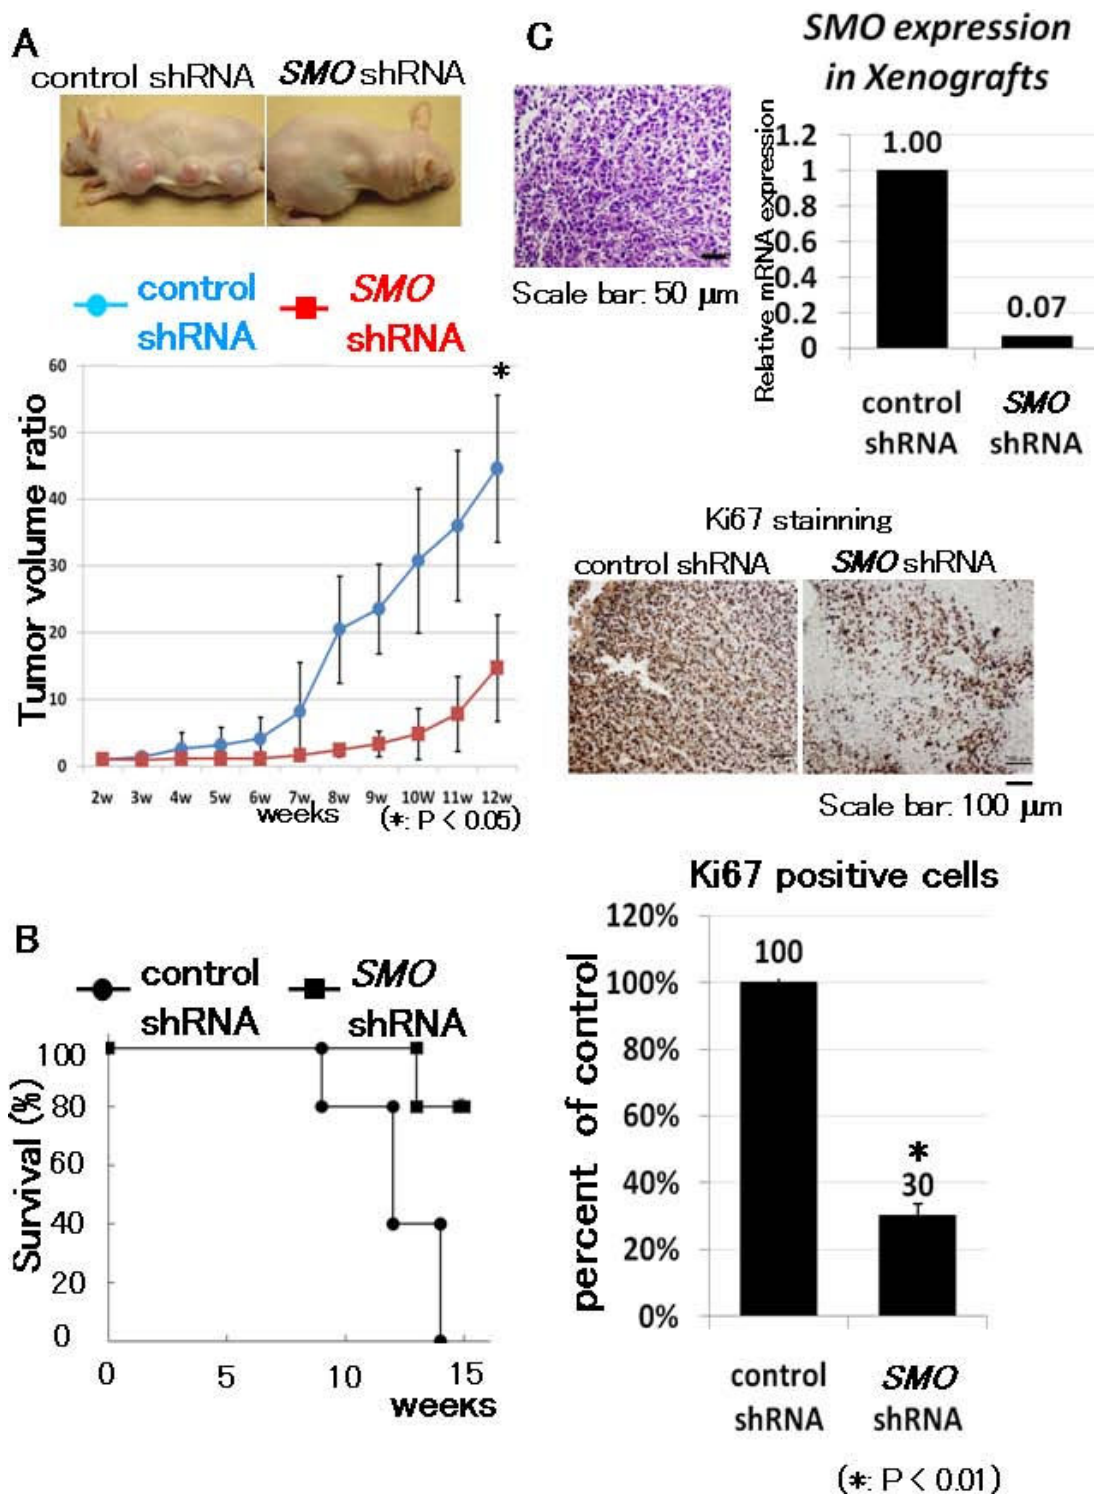 A
control shRNA
SMO shRNA
control
shRNA
SMO
shRNA
Tumor volume ratio
60
50
40
30
20
10
0
2w 3w 4w 5w 6w 7w 8w 9w 10W 11w 12w
weeks
(*: P < 0.05)
*
B
control
shRNA
SMO
shRNA
Survival (%)
100
80
60
40
20
0
0 5 10 15
weeks
C
Scale bar: 50 μm
SMO expression
in Xenografts
Relative mRNA expression
1.2
1
0.8
0.6
0.4
0.2
0
1.00
0.07
control
shRNA
SMO
shRNA
Ki67 stainning
control shRNA
SMO shRNA
Scale bar: 100 μm
Ki67 positive cells
percent of control
120%
100%
80%
60%
40%
20%
0%
100
*
30
control
shRNA
SMO
shRNA
(*: P < 0.01)